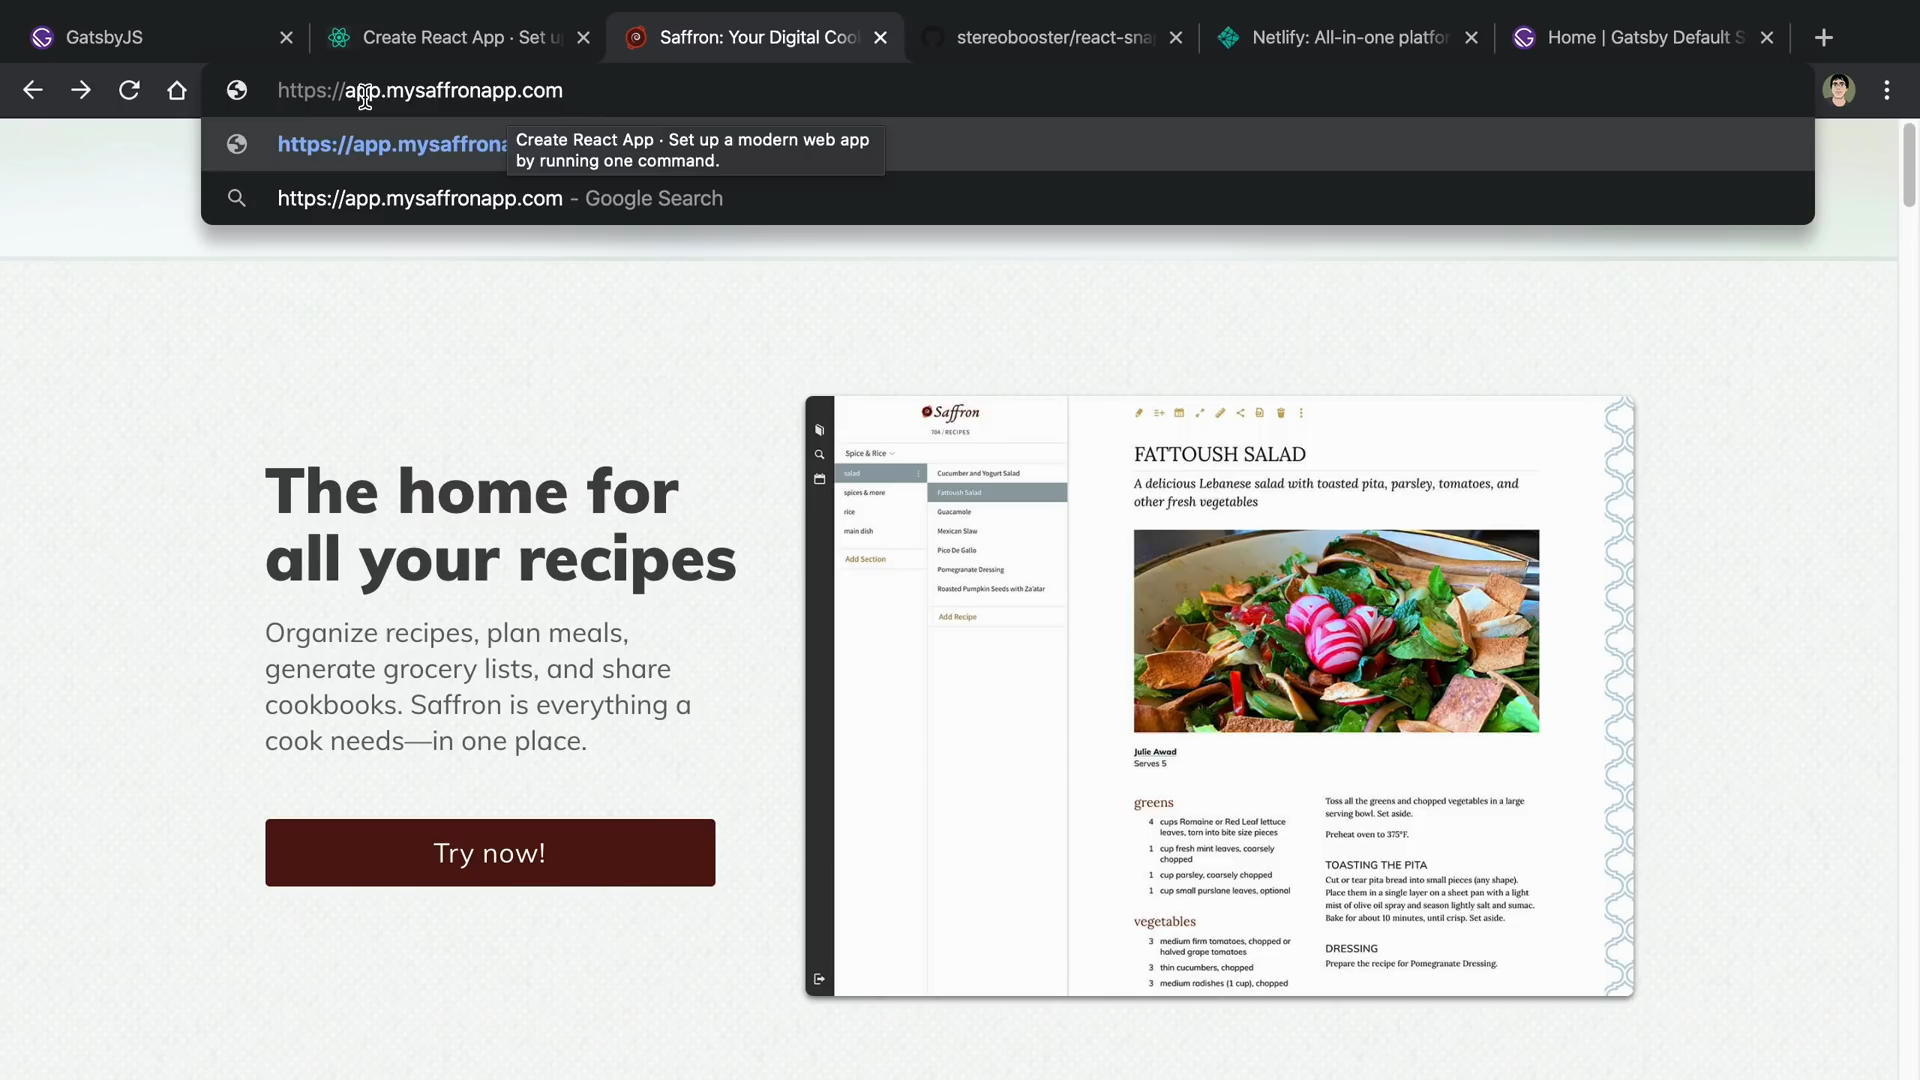 GatsbyJS
Create React App · Set u
Saffron: Your Digital Coo
stereobooster/react-sna
Netlify: All-in-one platfor
Home | Gatsby Default S
https://app.mysaffronapp.com
https://app.mysaffrona
Create React App · Set up a modern web app
by running one command.
https://app.mysaffronapp.com - Google Search
The home for
all your recipes
Organize recipes, plan meals,
generate grocery lists, and share
cookbooks. Saffron is everything a
cook needs—in one place.
Try now!
Saffron
704 / RECIPES
Spice & Rice
salad
spices & more
rice
main dish
Add Section
Cucumber and Yogurt Salad
Fattoush Salad
Guacamole
Mexican Slaw
Pico De Gallo
Pomegranate Dressing
Roasted Pumpkin Seeds with Za'atar
Add Recipe
FATTOUSH SALAD
A delicious Lebanese salad with toasted pita, parsley, tomatoes, and
other fresh vegetables
Julie Awad
Serves 5
greens
4 cups Romaine or Red Leaf lettuce
leaves, torn into bite size pieces
1 cup fresh mint leaves, coarsely
chopped
1 cup parsley, coarsely chopped
1 cup small purslane leaves, optional
vegetables
3 medium firm tomatoes, chopped or
halved grape tomatoes
3 thin cucumbers, chopped
3 medium radishes (1 cup), chopped
Toss all the greens and chopped vegetables in a large
serving bowl. Set aside.
Preheat oven to 375°F.
TOASTING THE PITA
Cut or tear pita bread into small pieces (any shape).
Place them in a single layer on a sheet pan with a light
mist of olive oil spray and season lightly salt and sumac.
Bake for about 10 minutes, until crisp. Set aside.
DRESSING
Prepare the recipe for Pomegranate Dressing.